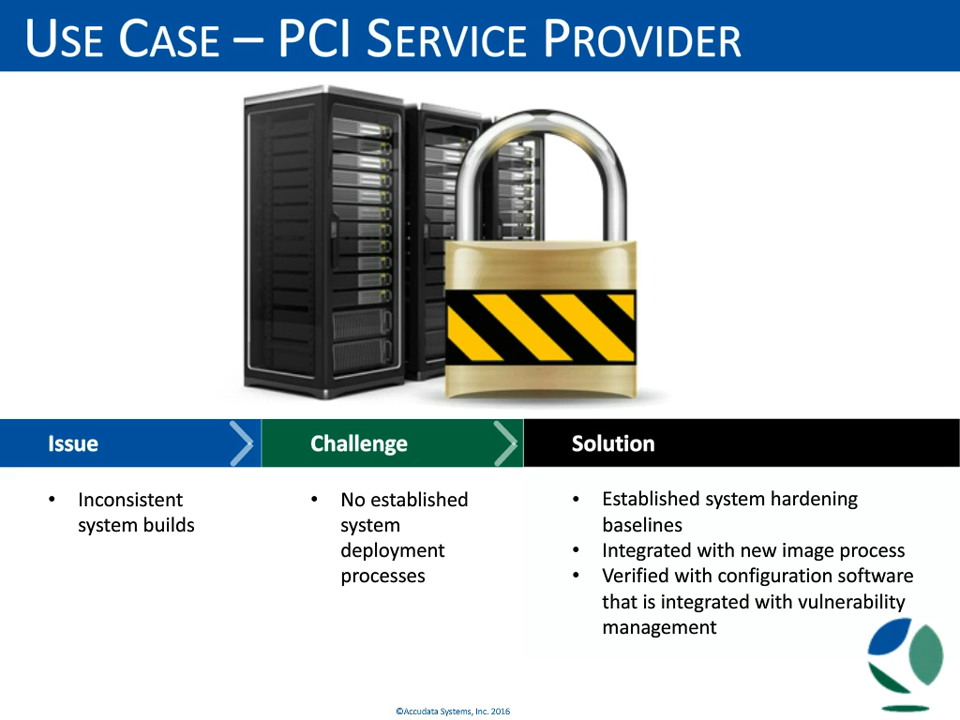 USE CASE – PCI SERVICE PROVIDER
Issue
Challenge
Solution
• Inconsistent
system builds
• No established
system
deployment
processes
• Established system hardening
baselines
• Integrated with new image process
• Verified with configuration software
that is integrated with vulnerability
management
©Accudata Systems, Inc. 2016